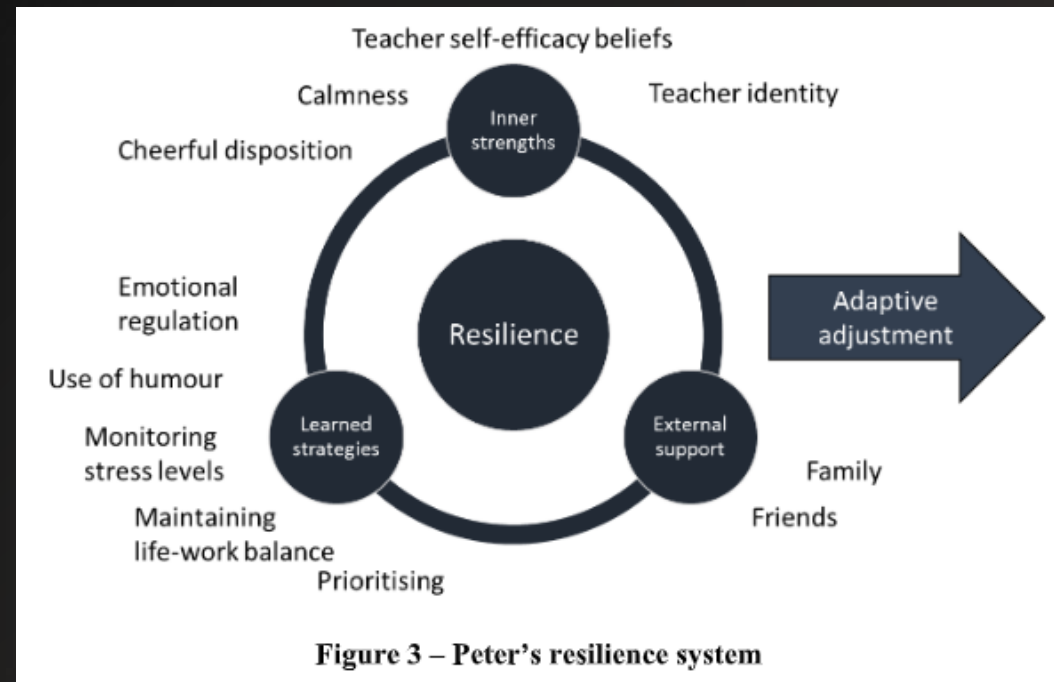 Teacher self-efficacy beliefs
Calmness
Teacher identity
Inner
strengths
Cheerful disposition
Emotional
regulation
Resilience
Adaptive
adjustment
Use of humour
Learned
strategies
External
support
Monitoring
stress levels
Family
Maintaining
life-work balance
Friends
Prioritising
Figure 3 – Peter's resilience system